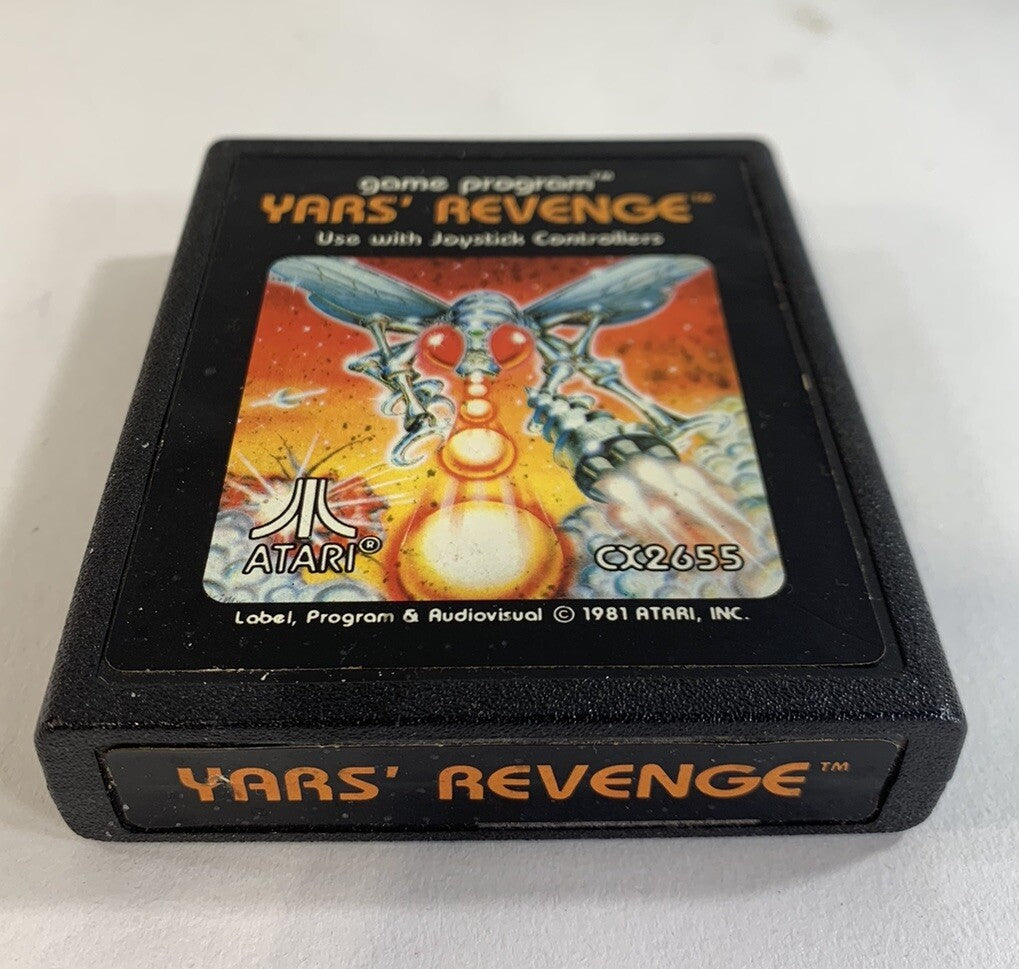 game program™
YARS' REVENGE™
Use with Joystick Controllers
ATARI®
CX2655
Label, Program & Audiovisual © 1981 ATARI, INC.
YARS' REVENGE™